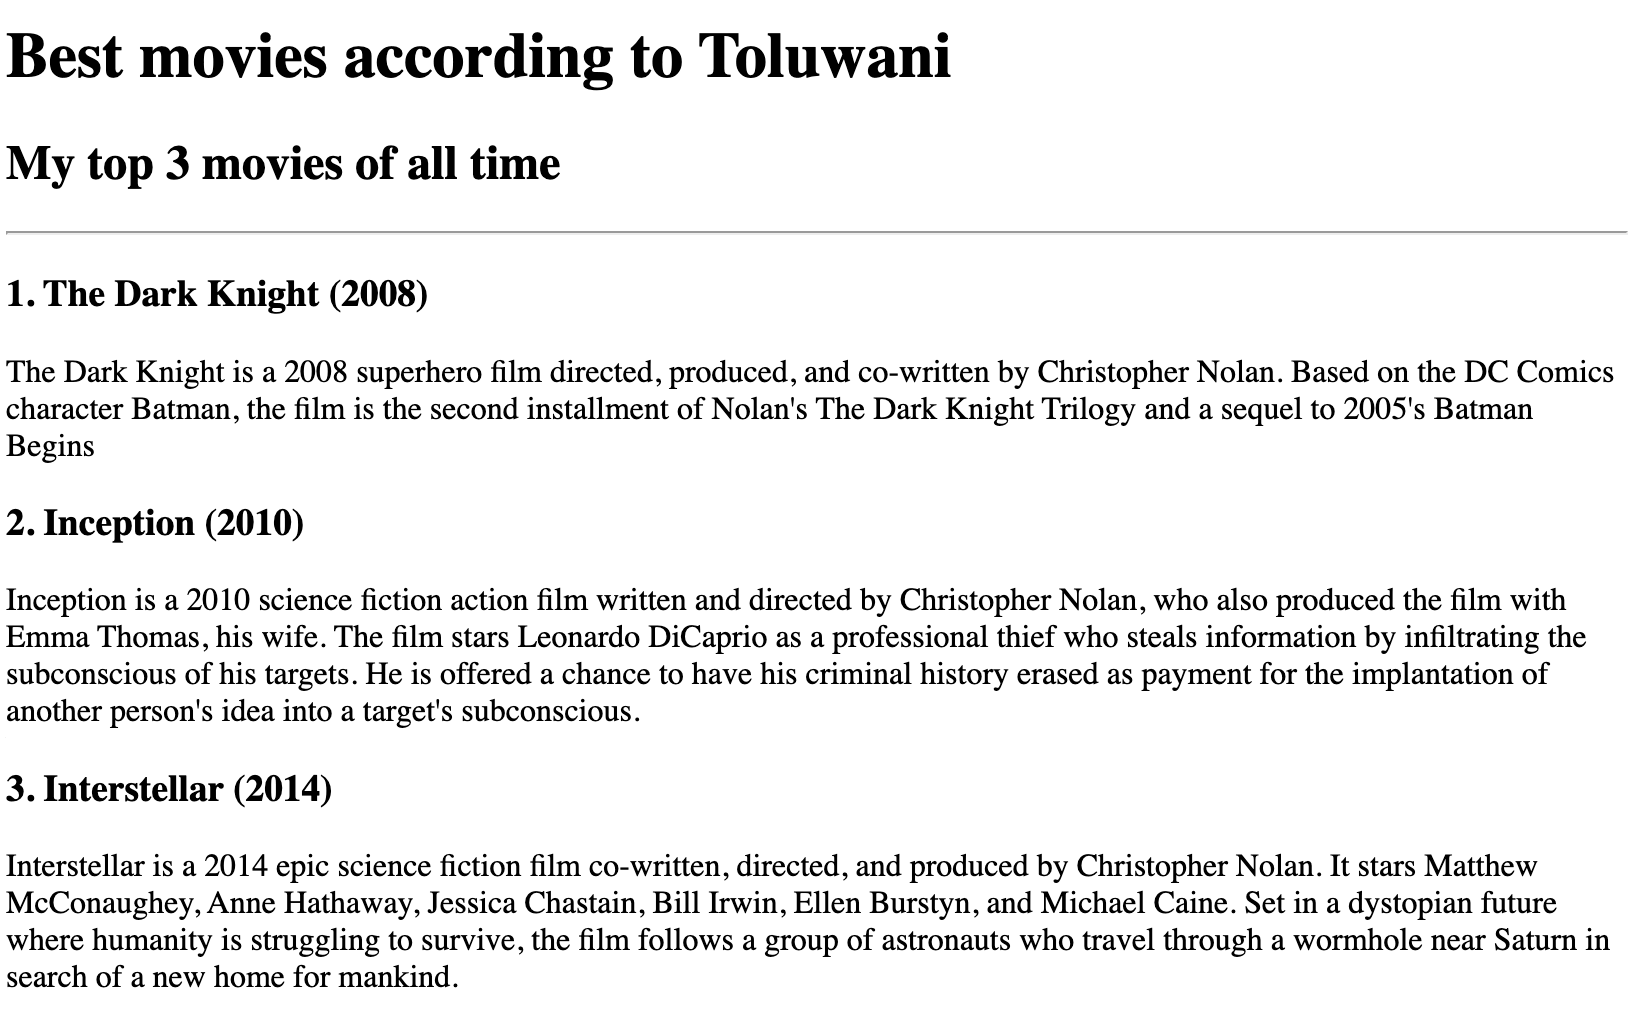 Best movies according to Toluwani
My top 3 movies of all time
1. The Dark Knight (2008)
The Dark Knight is a 2008 superhero film directed, produced, and co-written by Christopher Nolan. Based on the DC Comics
character Batman, the film is the second installment of Nolan's The Dark Knight Trilogy and a sequel to 2005's Batman
Begins
2. Inception (2010)
Inception is a 2010 science fiction action film written and directed by Christopher Nolan, who also produced the film with
Emma Thomas, his wife. The film stars Leonardo DiCaprio as a professional thief who steals information by infiltrating the
subconscious of his targets. He is offered a chance to have his criminal history erased as payment for the implantation of
another person's idea into a target's subconscious.
3. Interstellar (2014)
Interstellar is a 2014 epic science fiction film co-written, directed, and produced by Christopher Nolan. It stars Matthew
McConaughey, Anne Hathaway, Jessica Chastain, Bill Irwin, Ellen Burstyn, and Michael Caine. Set in a dystopian future
where humanity is struggling to survive, the film follows a group of astronauts who travel through a wormhole near Saturn in
search of a new home for mankind.